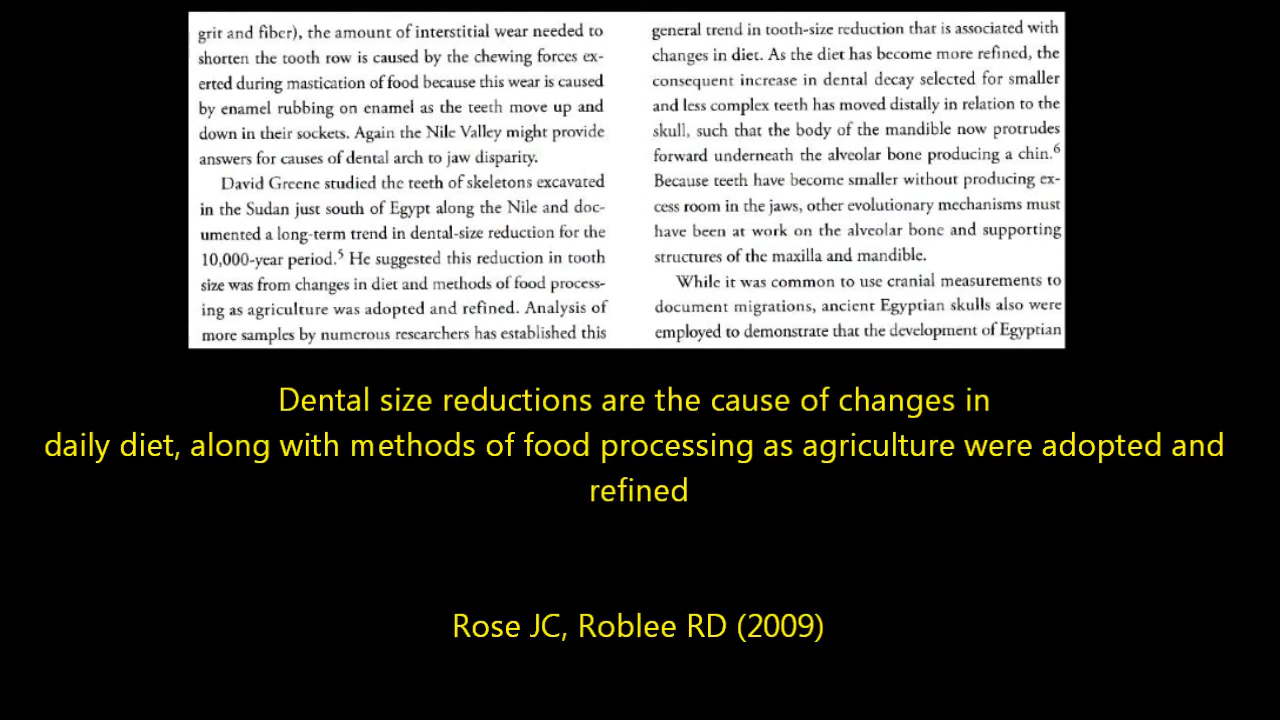 grit and fiber), the amount of interstitial wear needed to
shorten the tooth row is caused by the chewing forces ex-
erted during mastication of food because this wear is caused
by enamel rubbing on enamel as the teeth move up and
down in their sockets. Again the Nile Valley might provide
answers for causes of dental arch to jaw disparity.
David Greene studied the teeth of skeletons excavated
in the Sudan just south of Egypt along the Nile and doc-
umented a long-term trend in dental-size reduction for the
10,000-year period.5 He suggested this reduction in tooth
size was from changes in diet and methods of food process-
ing as agriculture was adopted and refined. Analysis of
more samples by numerous researchers has established this
general trend in tooth-size reduction that is associated with
changes in diet. As the diet has become more refined, the
consequent increase in dental decay selected for smaller
and less complex teeth has moved distally in relation to the
skull, such that the body of the mandible now protrudes
forward underneath the alveolar bone producing a chin.6
Because teeth have become smaller without producing ex-
cess room in the jaws, other evolutionary mechanisms must
have been at work on the alveolar bone and supporting
structures of the maxilla and mandible.
While it was common to use cranial measurements to
document migrations, ancient Egyptian skulls also were
employed to demonstrate that the development of Egyptian
Dental size reductions are the cause of changes in
daily diet, along with methods of food processing as agriculture were adopted and
refined
Rose JC, Roblee RD (2009)